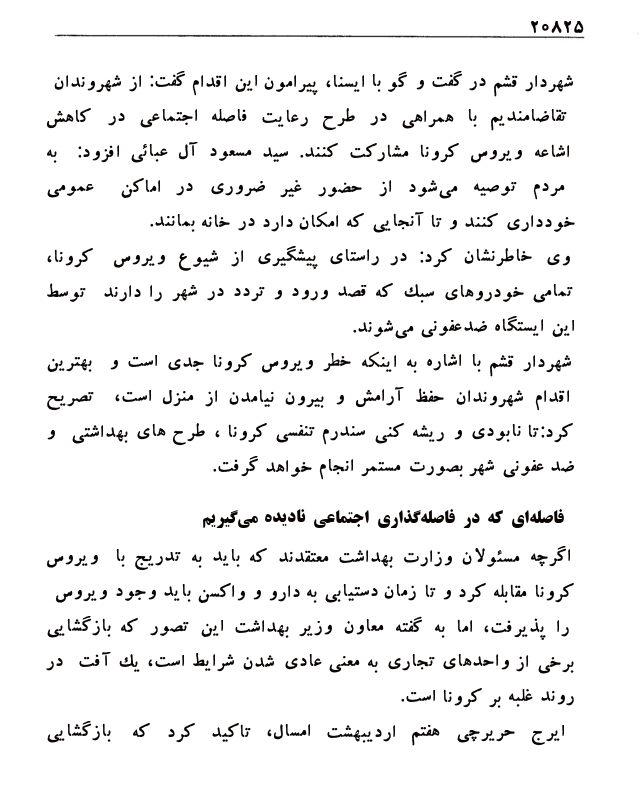 ۲۰۸۲۵
شهردار قشم در گفت و گو با ایسنا، پیرامون این اقدام گفت: از شهروندان
تقاضامندیم با همراهی در طرح رعایت فاصله اجتماعی در کاهش
اشاعه ویروس کرونا مشارکت کنند. سید مسعود آل عبائی افزود: به
مردم توصیه می‌شود از حضور غیر ضروری در اماکن عمومی
خودداری کنند و تا آنجایی که امکان دارد در خانه بمانند.
وی خاطرنشان کرد: در راستای پیشگیری از شیوع ویروس کرونا،
تمامی خودروهای سبك که قصد ورود و تردد در شهر را دارند توسط
این ایستگاه ضدعفونی می‌شوند.
شهردار قشم با اشاره به اینکه خطر ویروس کرونا جدی است و بهترین
اقدام شهروندان حفظ آرامش و بیرون نیامدن از منزل است، تصریح
کرد:تا نابودی و ریشه کنی سندرم تنفسی کرونا ، طرح های بهداشتی و
ضد عفونی شهر بصورت مستمر انجام خواهد گرفت.
فاصله‌ای که در فاصله‌گذاری اجتماعی نادیده می‌گیریم
اگرچه مسئولان وزارت بهداشت معتقدند که باید به تدریج با ویروس
کرونا مقابله کرد و تا زمان دستیابی به دارو و واکسن باید وجود ویروس
را پذیرفت، اما به گفته معاون وزیر بهداشت این تصور که بازگشایی
برخی از واحدهای تجاری به معنی عادی شدن شرایط است، یك آفت در
روند غلبه بر کرونا است.
ایرج حریرچی هفتم اردیبهشت امسال، تاکید کرد که بازگشایی